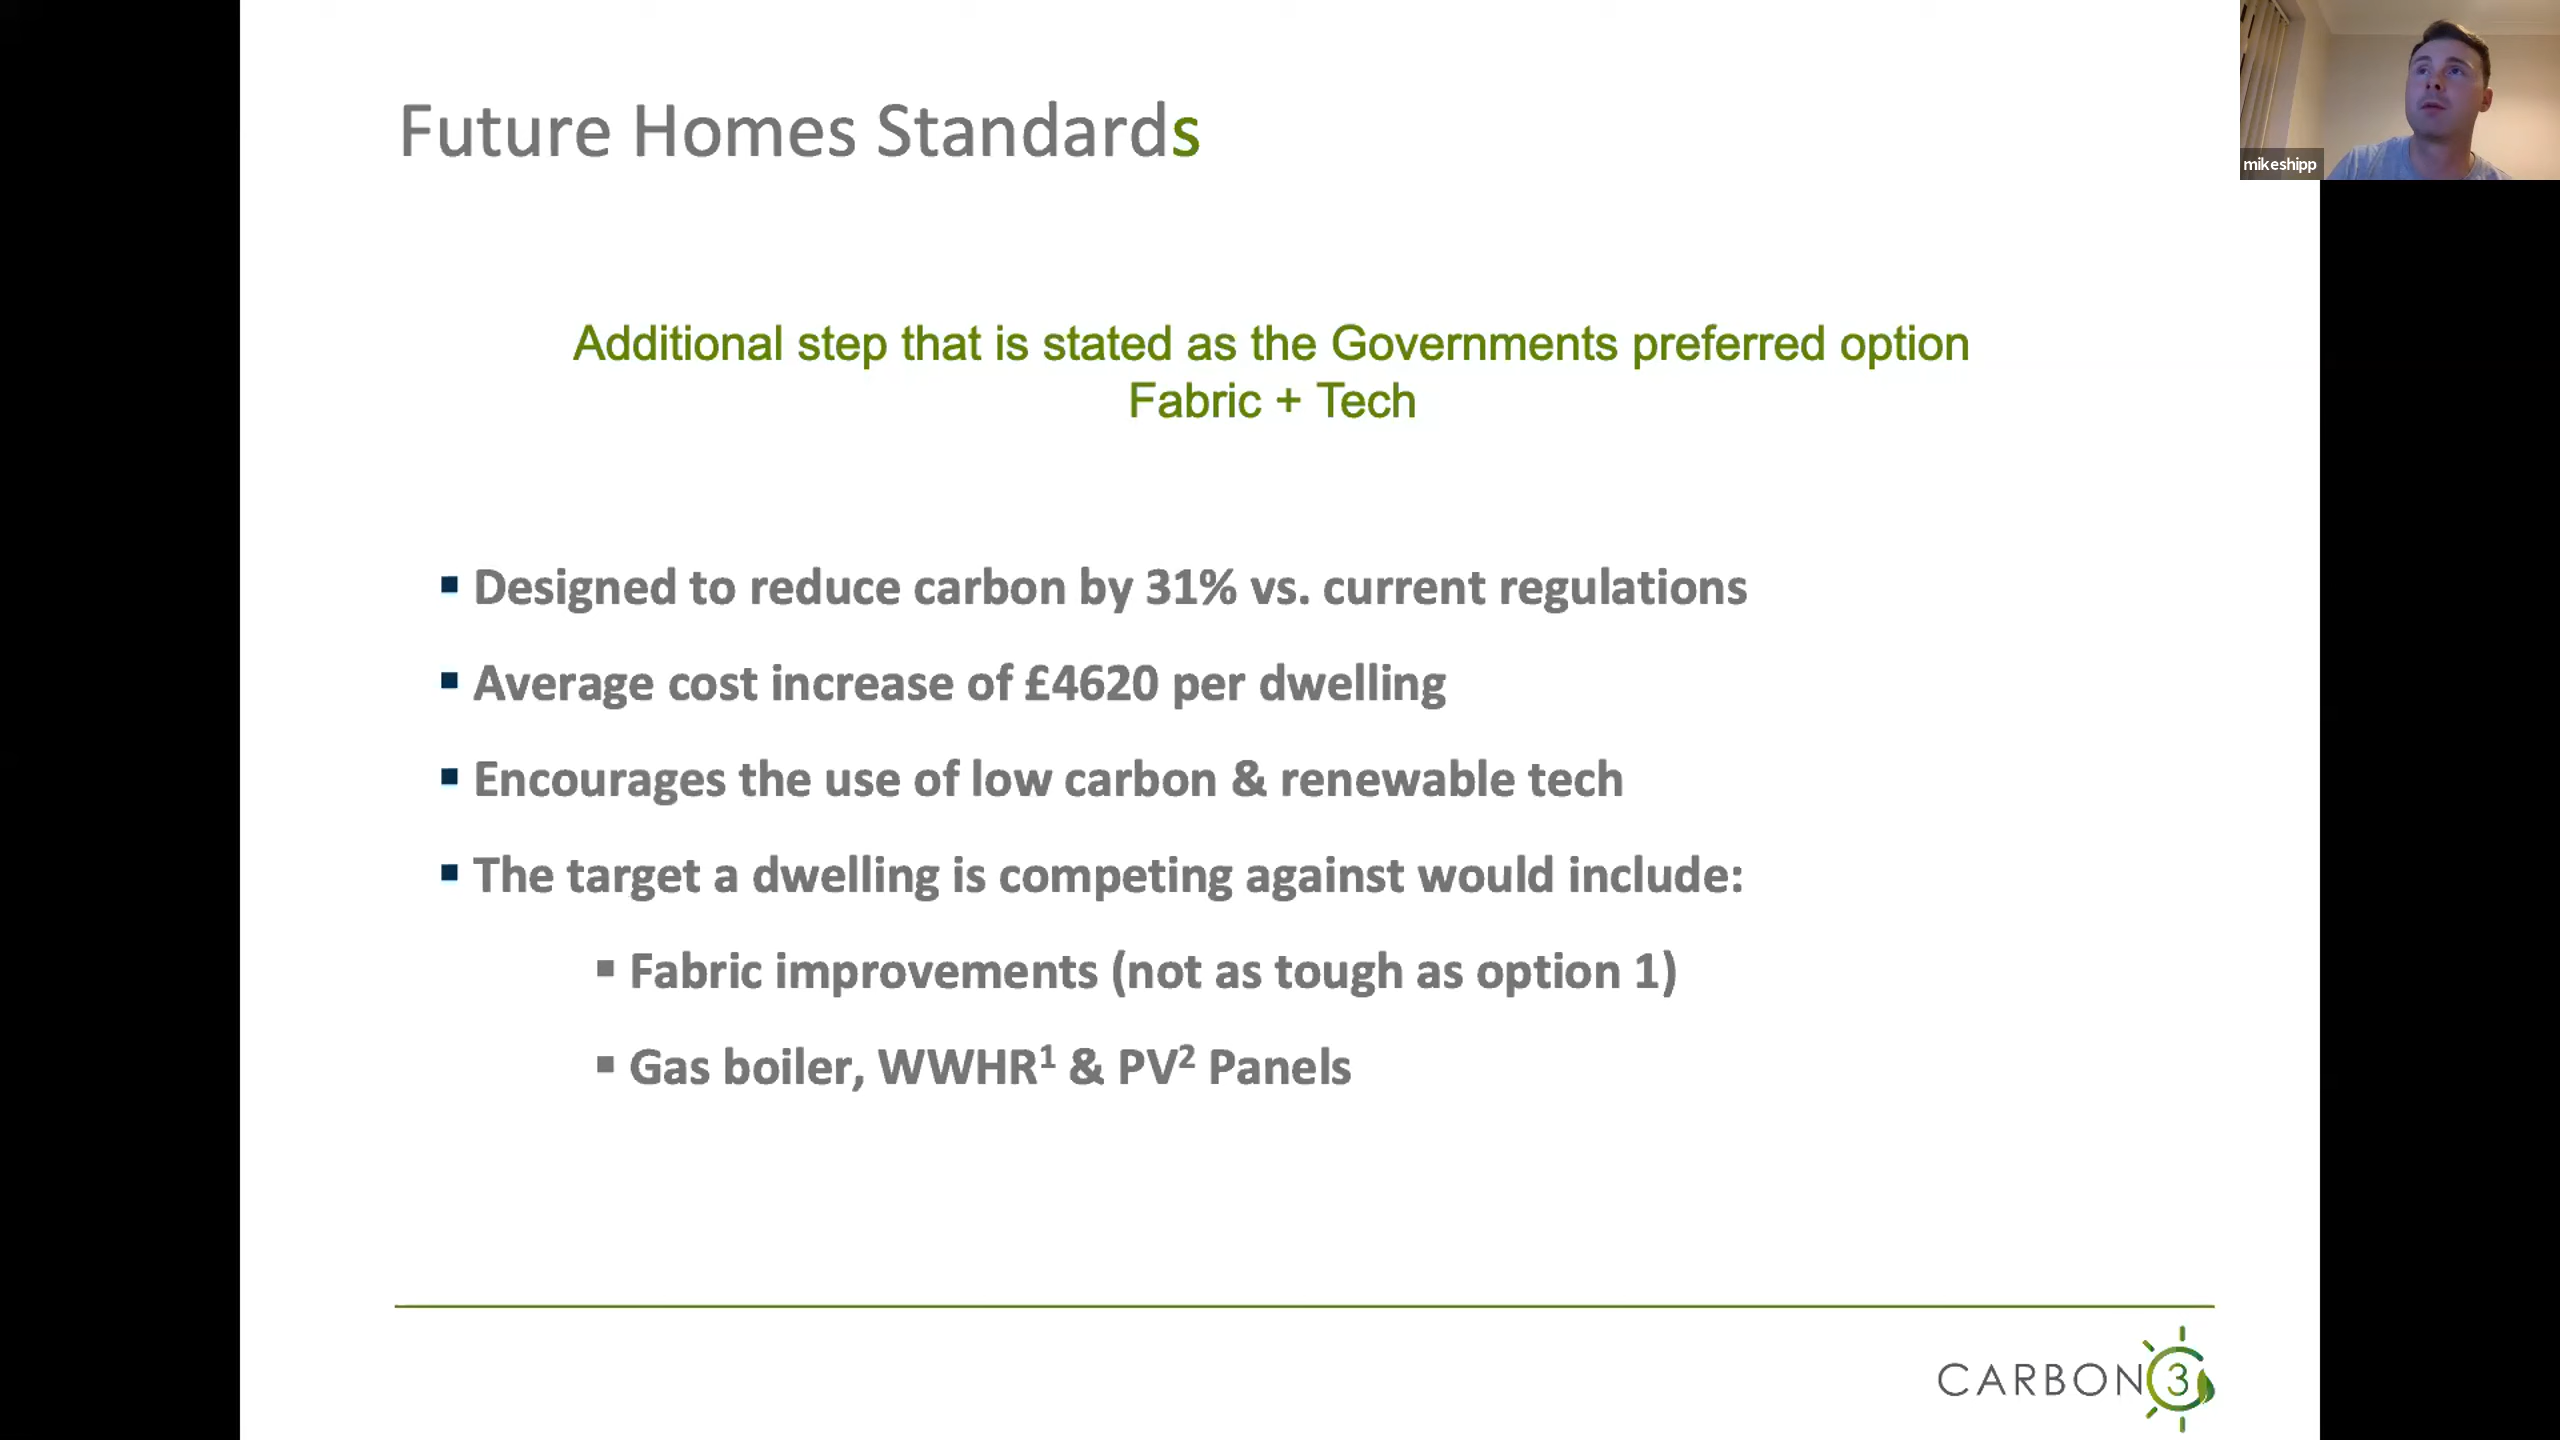 Future Homes Standards
mikeshipp
Additional step that is stated as the Governments preferred option
Fabric + Tech
▪ Designed to reduce carbon by 31% vs. current regulations
▪ Average cost increase of £4620 per dwelling
▪ Encourages the use of low carbon & renewable tech
▪ The target a dwelling is competing against would include:
▪ Fabric improvements (not as tough as option 1)
▪ Gas boiler, WWHR¹ & PV² Panels
CARBON 3